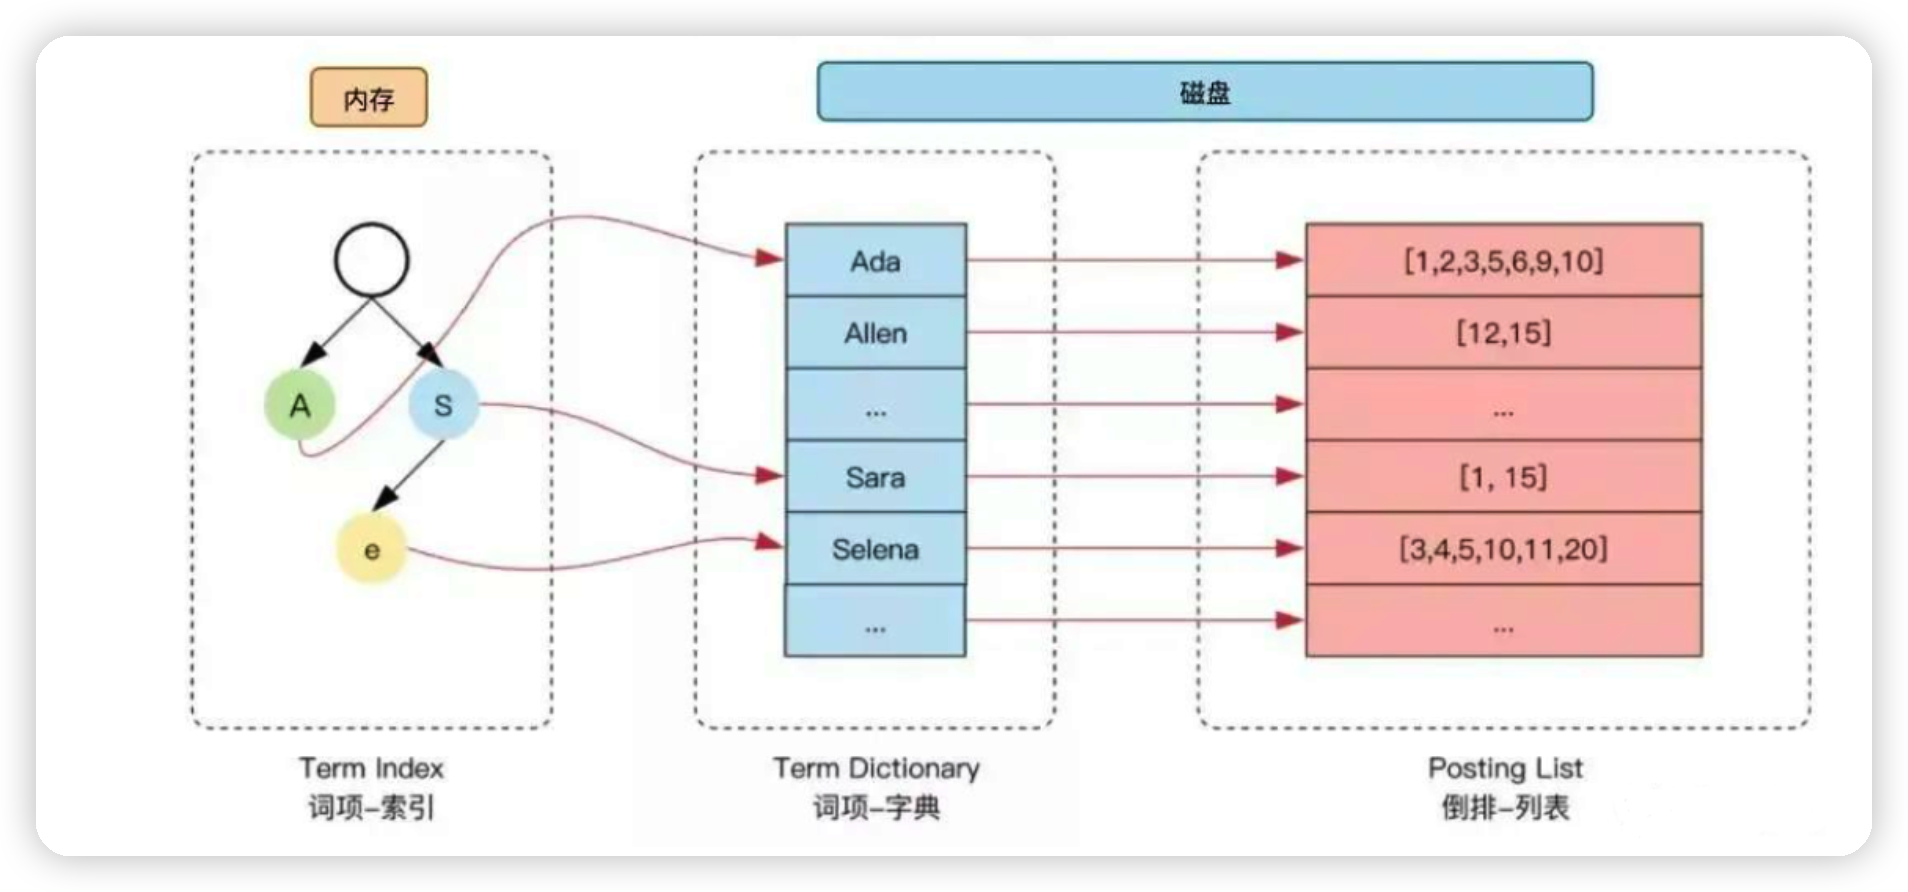 内存
磁盘
A
S
e
Ada
Allen
...
Sara
Selena
...
[1,2,3,5,6,9,10]
[12,15]
...
[1, 15]
[3,4,5,10,11,20]
...
Term Index
词项-索引
Term Dictionary
词项-字典
Posting List
倒排-列表